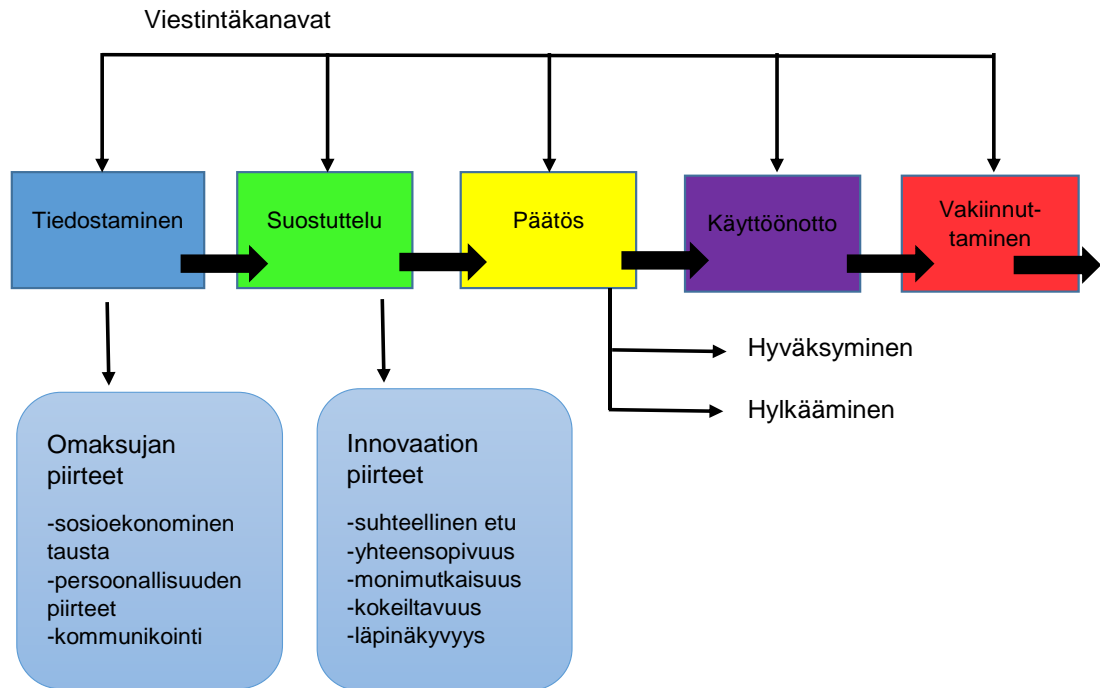 Viestintäkanavat
Tiedostaminen
Suostuttelu
Päätös
Käyttöönotto
Vakiinnut-
taminen
Hyväksyminen
Hylkääminen
Omaksujan
piirteet
-sosioekonominen
tausta
-persoonallisuuden
piirteet
-kommunikointi
Innovaation
piirteet
-suhteellinen etu
-yhteensopivuus
-monimutkaisuus
-kokeiltavuus
-läpinäkyvyys